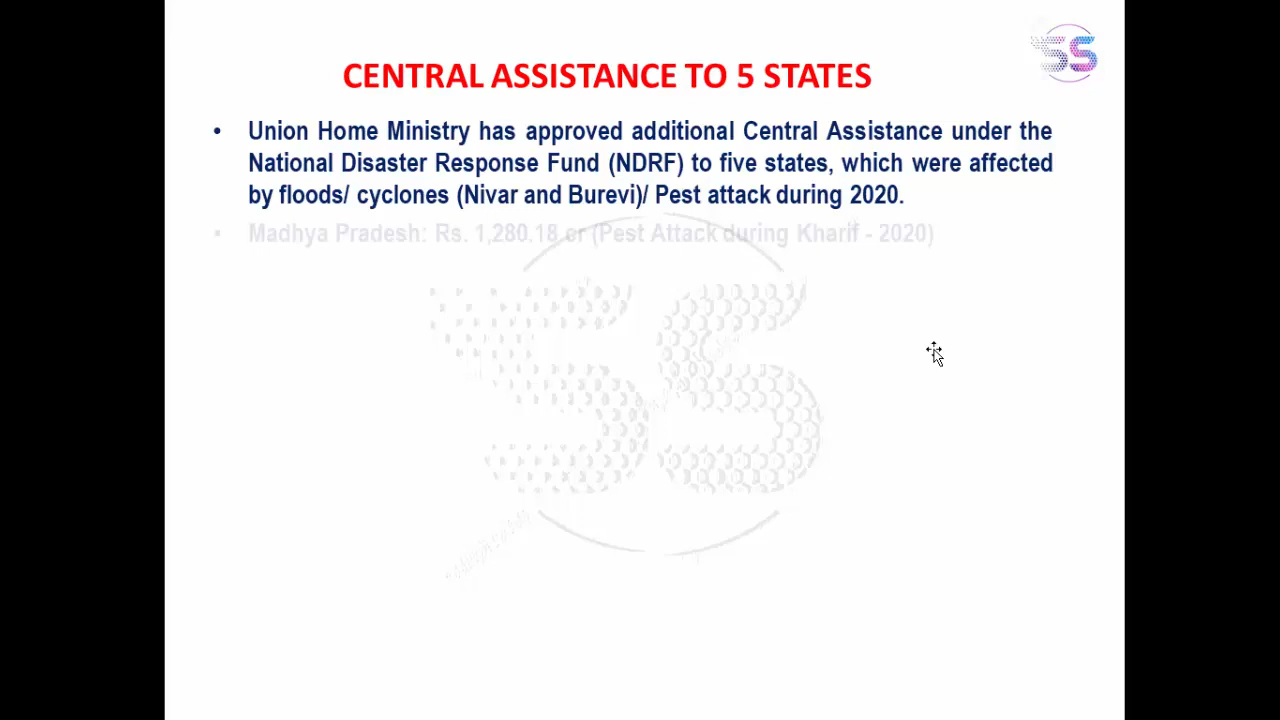 SS
CENTRAL ASSISTANCE TO 5 STATES
• Union Home Ministry has approved additional Central Assistance under the
National Disaster Response Fund (NDRF) to five states, which were affected
by floods/ cyclones (Nivar and Burevi)/ Pest attack during 2020.
• Madhya Pradesh: Rs. 1,280.18 cr (Pest Attack during Kharif - 2020)
SS